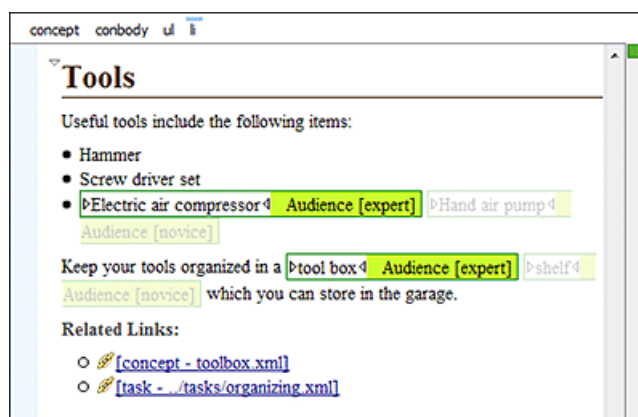 concept conbody ul li
Tools
Useful tools include the following items:
Hammer
Screw driver set
Electric air compressor Audience [expert] Hand air pump
Audience [novice]
Keep your tools organized in a tool box Audience [expert] shelf
Audience [novice] which you can store in the garage.
Related Links:
[concept - toolbox.xml]
[task - ../tasks/organizing.xml]